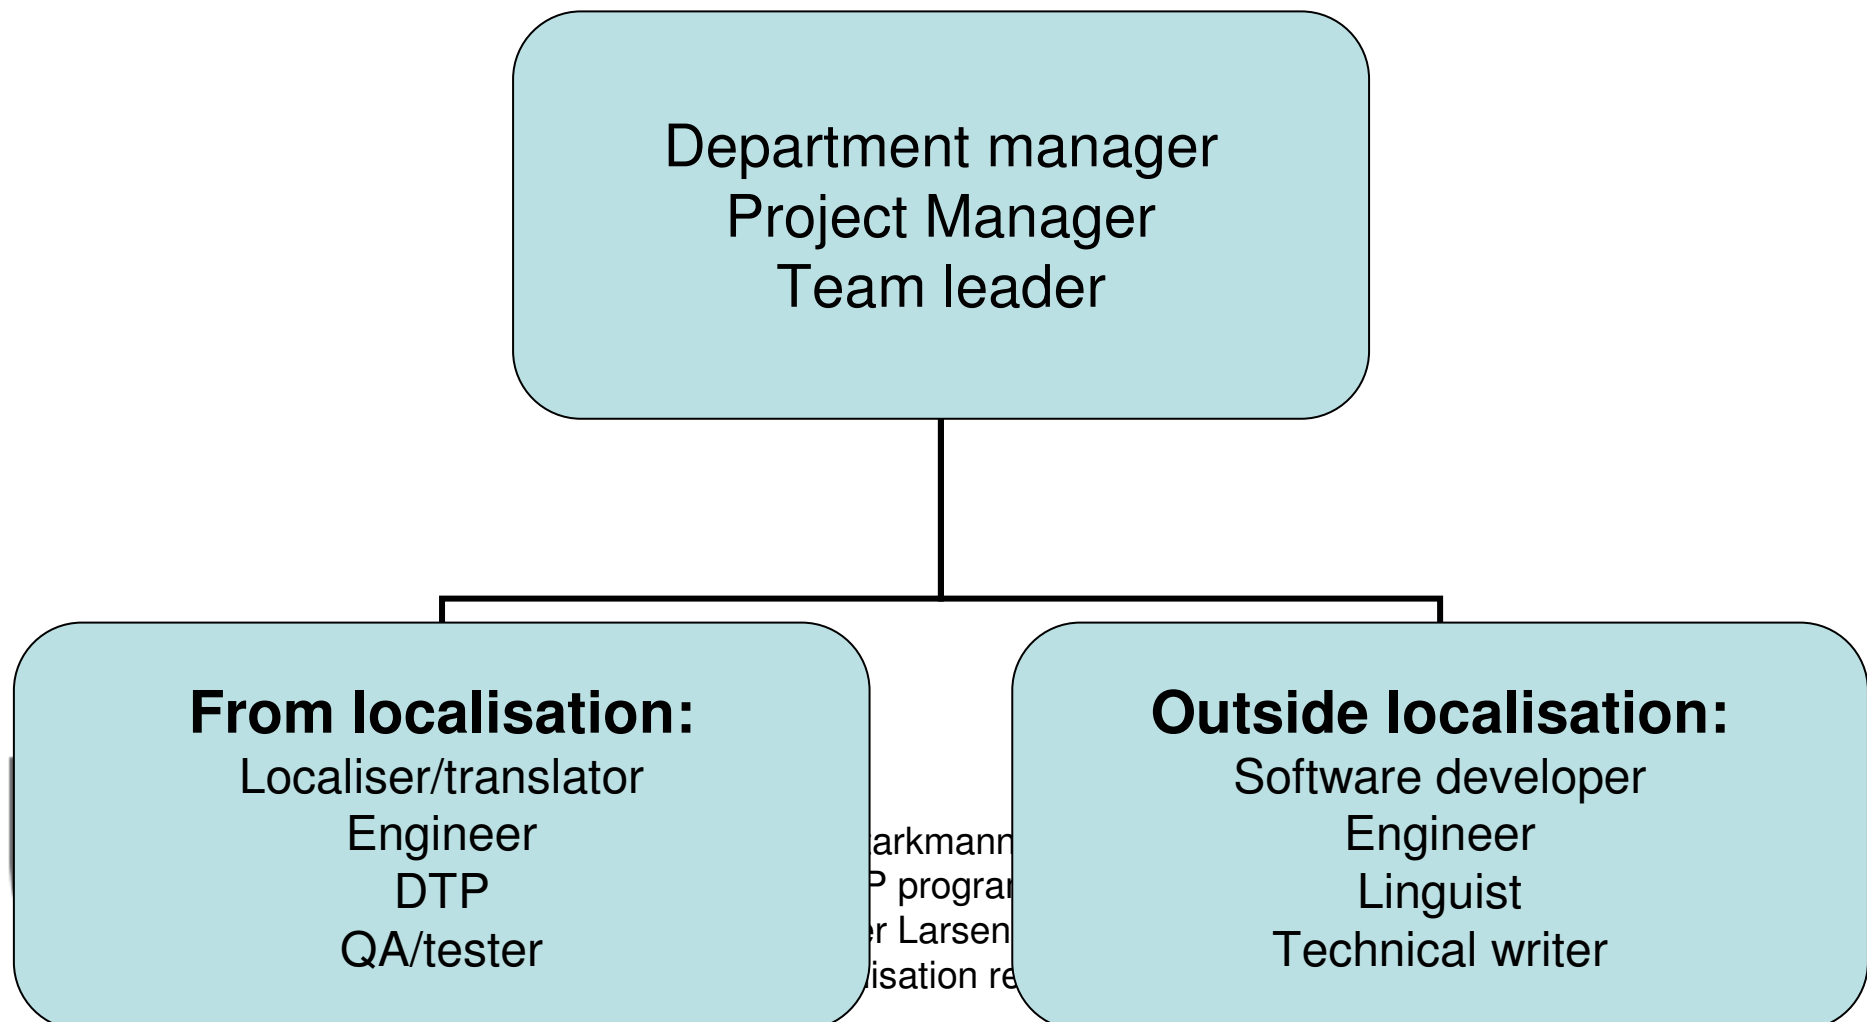 Department manager
Project Manager
Team leader
From localisation:
Localiser/translator
Engineer
DTP
QA/tester
Outside localisation:
Software developer
Engineer
Linguist
Technical writer
Larsen